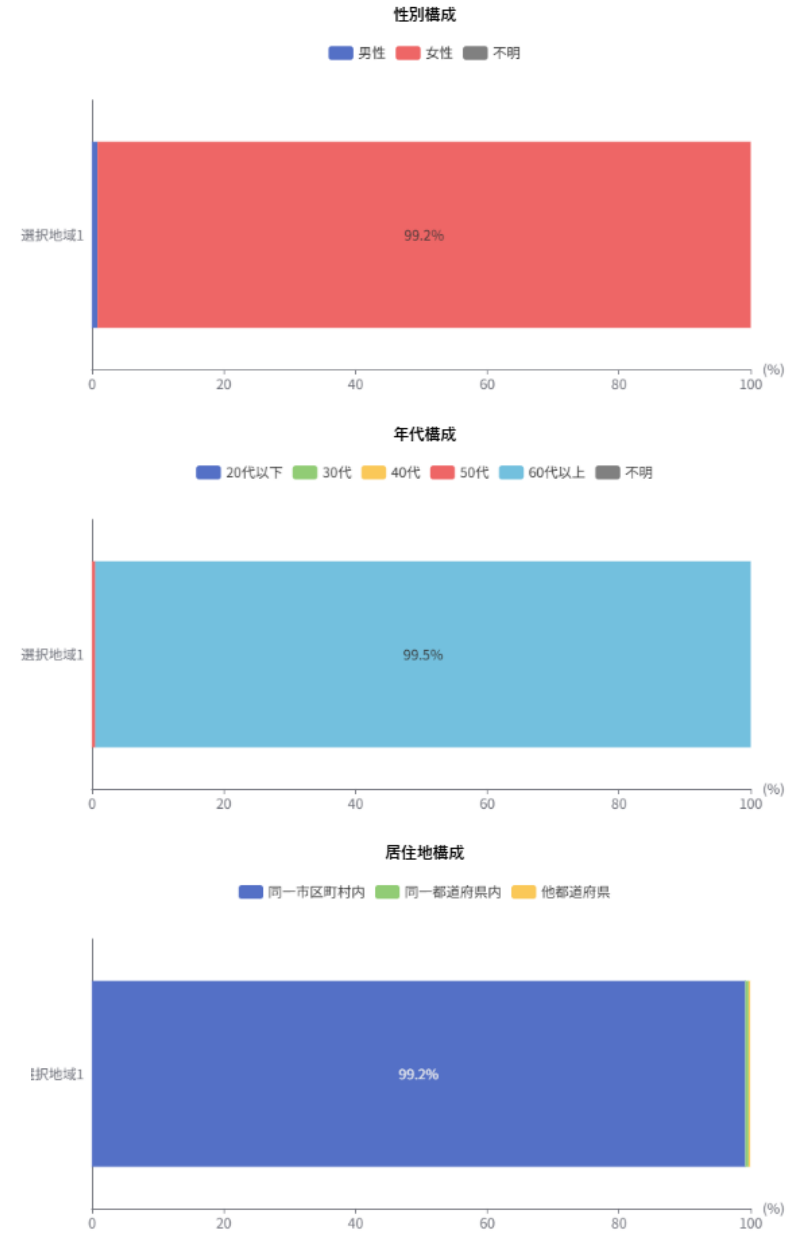 性別構成
男性 女性 不明
選択地域1
99.2%
0 20 40 60 80 100 (%)
年代構成
20代以下 30代 40代 50代 60代以上 不明
選択地域1
99.5%
0 20 40 60 80 100 (%)
居住地構成
同一市区町村内 同一都道府県内 他都道府県
択地域1
99.2%
0 20 40 60 80 100 (%)